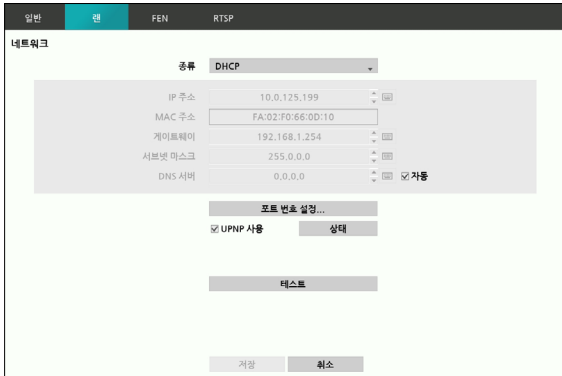 일반 랜 FEN RTSP
네트워크
종류 DHCP
IP 주소 10.0.125.199
MAC 주소 FA:02:F0:66:0D:10
게이트웨이 192.168.1.254
서브넷 마스크 255.0.0.0
DNS 서버 0.0.0.0 자동
포트 번호 설정...
UPNP 사용 상태
테스트
저장 취소